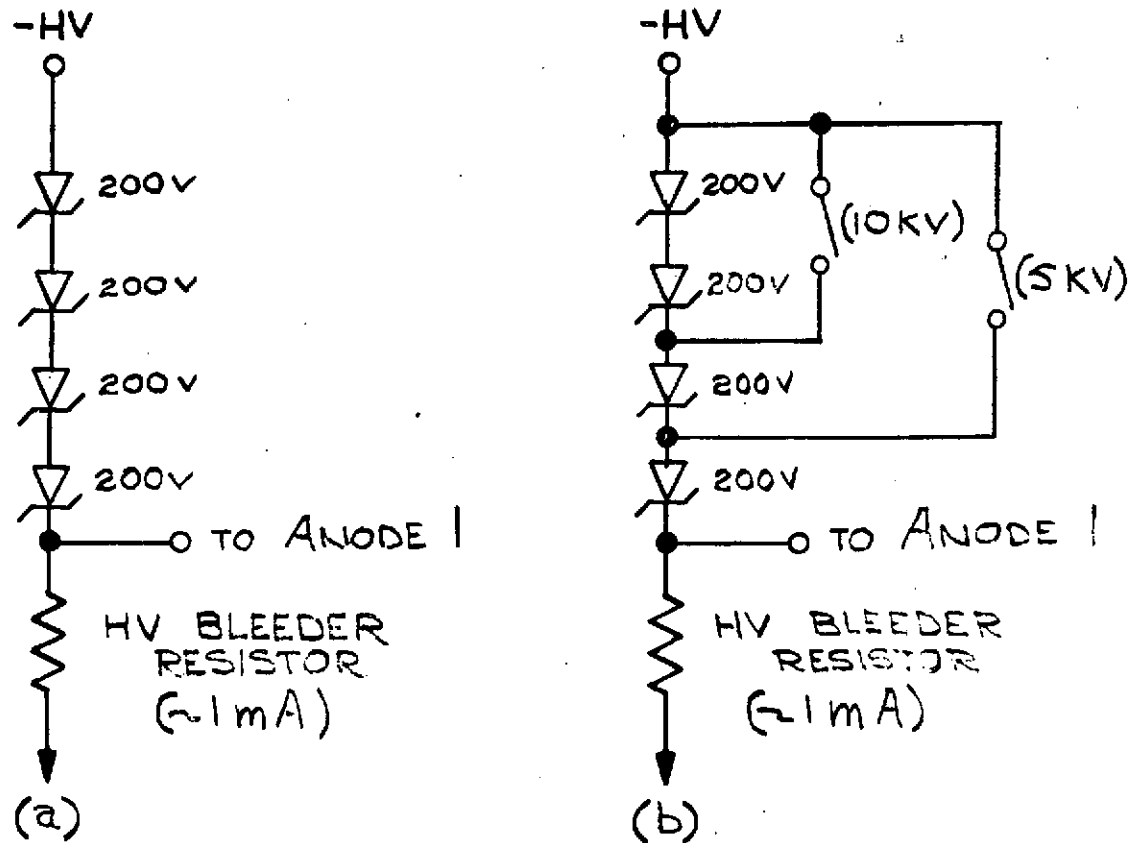 -HV
200V
200V
200V
200V
TO ANODE 1
HV BLEEDER
RESISTOR
(~1mA)
(a)
-HV
200V
(10KV)
200V
(5KV)
200V
200V
TO ANODE 1
HV BLEEDER
RESISTOR
(~1mA)
(b)